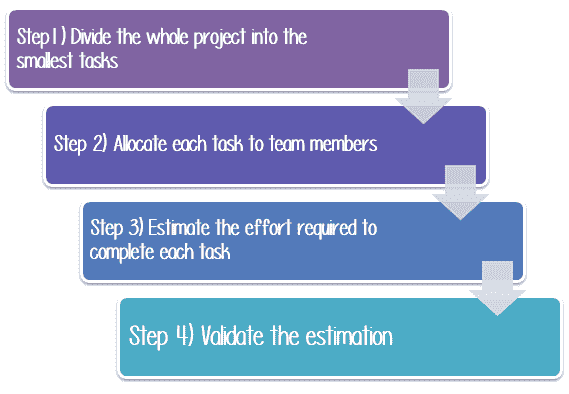 Step1) Divide the whole project into the
smallest tasks
Step 2) Allocate each task to team members
Step 3) Estimate the effort required to
complete each task
Step 4) Validate the estimation